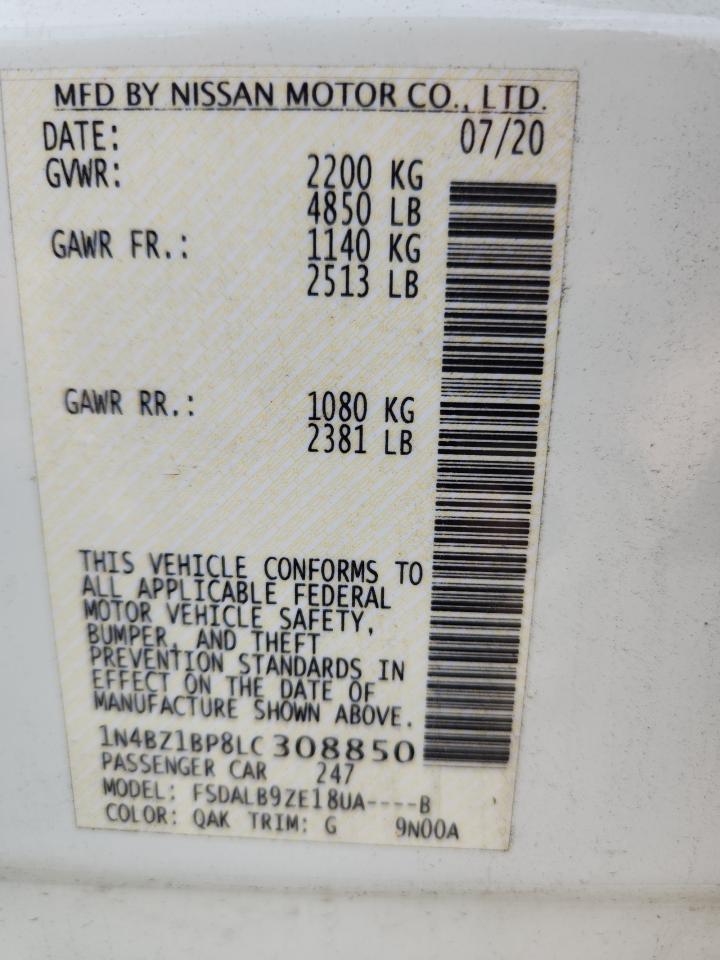 MFD BY NISSAN MOTOR CO., LTD.
DATE: 07/20
GVWR: 2200 KG
4850 LB
GAWR FR.: 1140 KG
2513 LB
GAWR RR.: 1080 KG
2381 LB
THIS VEHICLE CONFORMS TO
ALL APPLICABLE FEDERAL
MOTOR VEHICLE SAFETY,
BUMPER, AND THEFT
PREVENTION STANDARDS IN
EFFECT ON THE DATE OF
MANUFACTURE SHOWN ABOVE.
1N4BZ1BP8LC308850
PASSENGER CAR 247
MODEL: FSDALB9ZE18UA----B
COLOR: QAK TRIM: G 9N00A